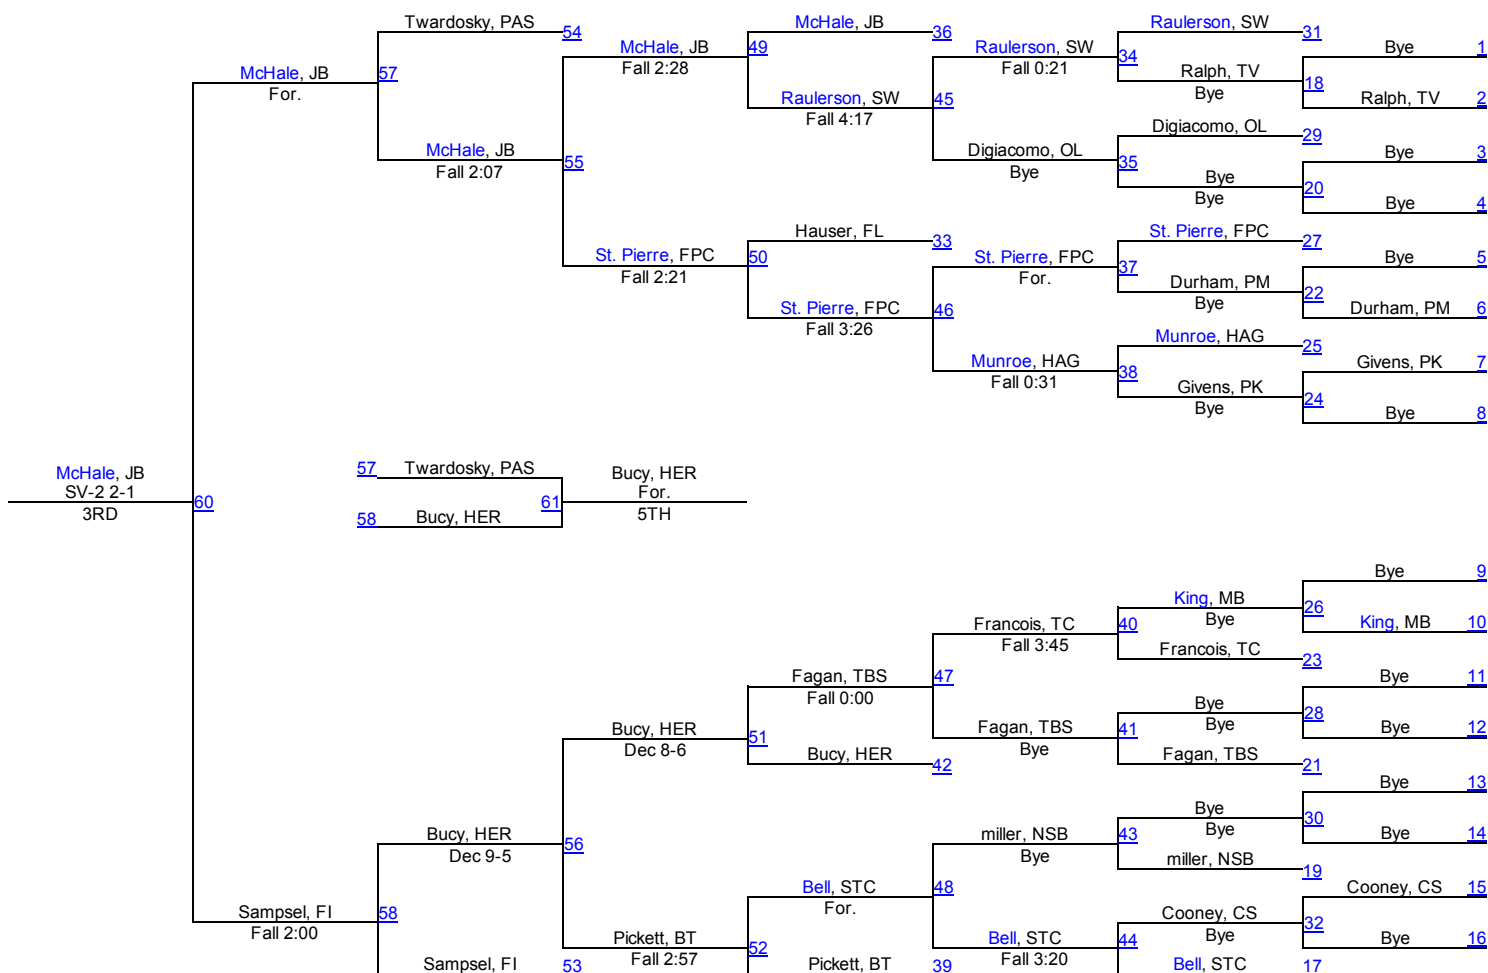 Twardosky, PAS 54 McHale, JB 36 Raulerson, SW 31
McHale, JB 49 Raulerson, SW Bye 1
Fall 2:28 Fall 0:21 34
McHale, JB 57 Ralph, TV
For. Bye 18
Raulerson, SW 45 Ralph, TV 2
Fall 4:17
Digiacomo, OL 29
McHale, JB Digiacomo, OL Bye 3
Fall 2:07 55 Bye 35
Bye 20
Bye
Bye 4
Hauser, FL 33 St. Pierre, FPC 27
St. Pierre, FPC 50 St. Pierre, FPC Bye 5
Fall 2:21 For. 37
Durham, PM 22
Bye
St. Pierre, FPC 46 Durham, PM 6
Fall 3:26
Munroe, HAG 25
Munroe, HAG Givens, PK 7
Fall 0:31 38
Givens, PK 24
Bye
Bye 8
McHale, JB 57 Twardosky, PAS Bucy, HER
SV-2 2-1 For.
60 61
3RD 58 Bucy, HER 5TH
Bye 9
King, MB 26
Bye
Francois, TC 40 King, MB 10
Fall 3:45
Francois, TC 23
Fagan, TBS 47 Bye 11
Fall 0:00
Bye 28
Bye
Bucy, HER 51 Fagan, TBS 41 Bye 12
Dec 8-6 Bye
Bucy, HER 42 Fagan, TBS 21
Bye 13
Bye 30
Bye
Bucy, HER 56 miller, NSB 43 Bye 14
Dec 9-5 Bye
miller, NSB 19
Bell, STC 48 Cooney, CS 15
For.
Sampsel, FI 58 Cooney, CS 32
Fall 2:00 Bye
Pickett, BT 52 Bell, STC 44 Bye 16
Fall 2:57 Fall 3:20
Sampsel, FI 53 Pickett, BT 39 Bell, STC 17